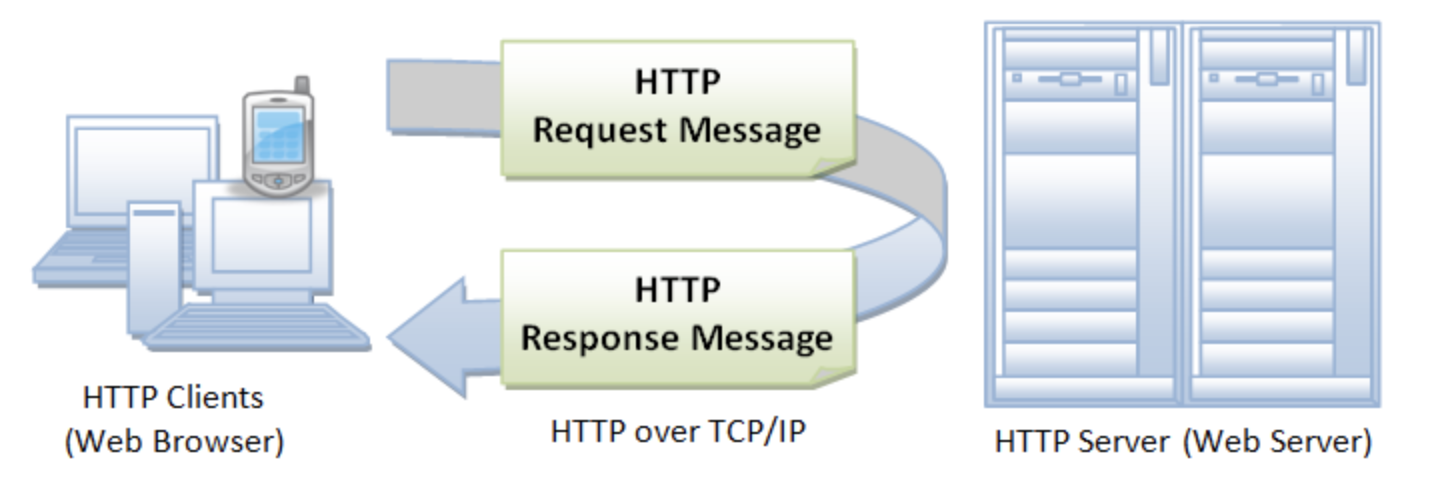 HTTP
Request Message
HTTP
Response Message
HTTP Clients
(Web Browser)
HTTP over TCP/IP
HTTP Server (Web Server)